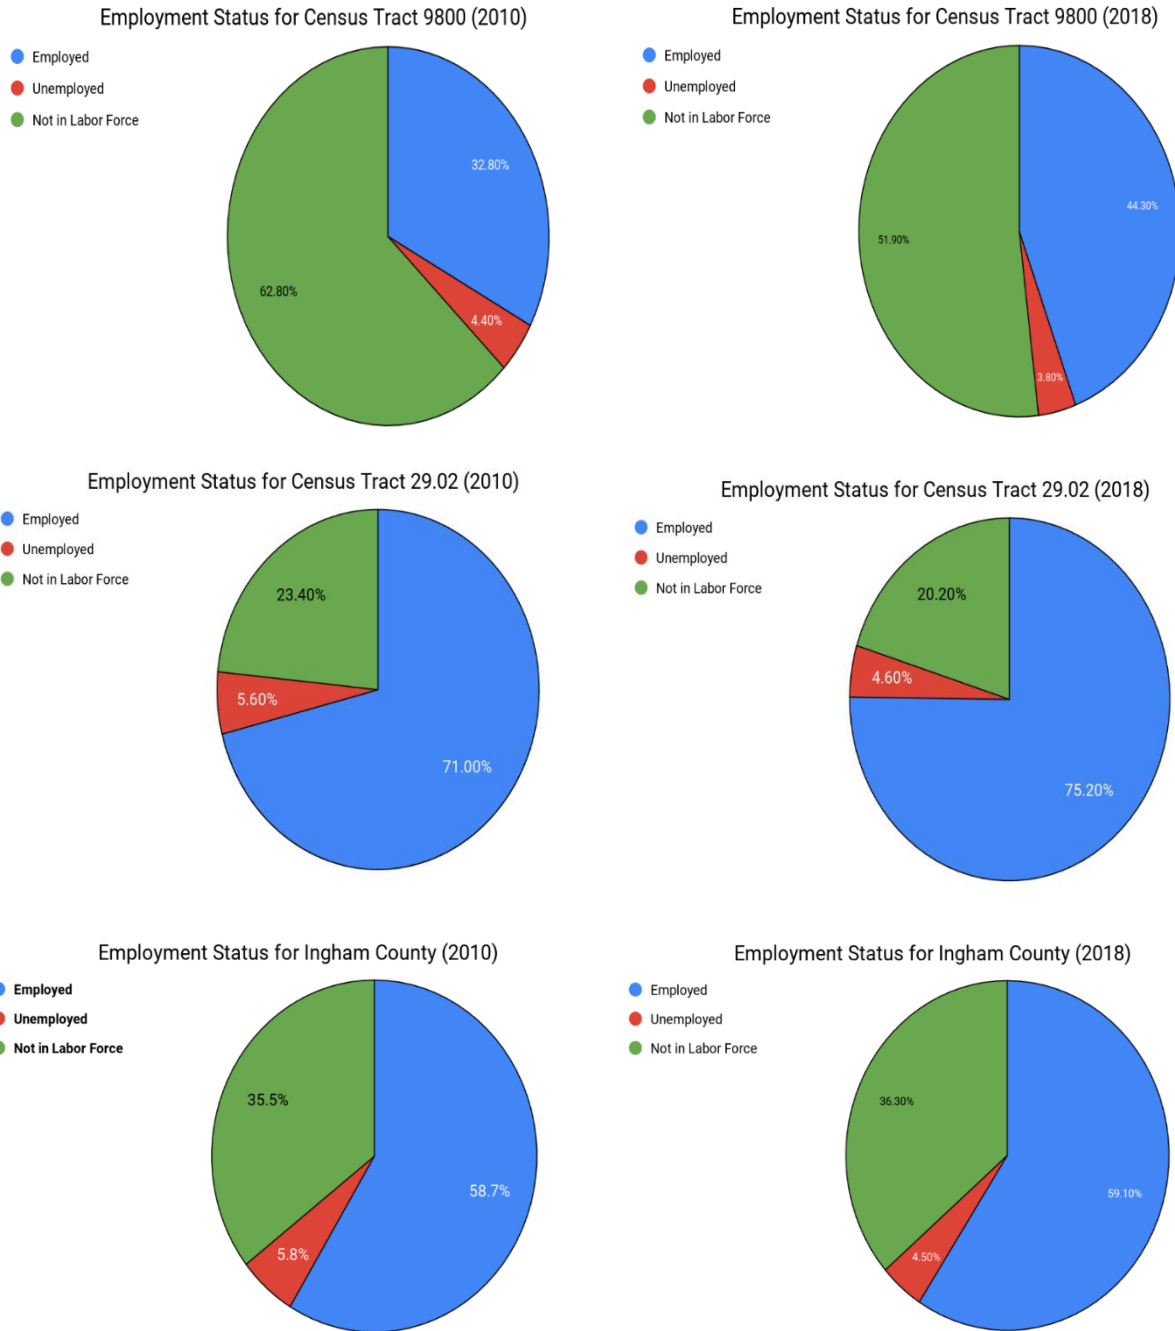 Employment Status for Census Tract 9800 (2010)
Employed
Unemployed
Not in Labor Force
32.80%
62.80%
4.40%
Employment Status for Census Tract 9800 (2018)
Employed
Unemployed
Not in Labor Force
44.30%
51.90%
3.80%
Employment Status for Census Tract 29.02 (2010)
Employed
Unemployed
Not in Labor Force
23.40%
5.60%
71.00%
Employment Status for Census Tract 29.02 (2018)
Employed
Unemployed
Not in Labor Force
20.20%
4.60%
75.20%
Employment Status for Ingham County (2010)
Employed
Unemployed
Not in Labor Force
35.5%
58.7%
5.8%
Employment Status for Ingham County (2018)
Employed
Unemployed
Not in Labor Force
36.30%
59.10%
4.50%